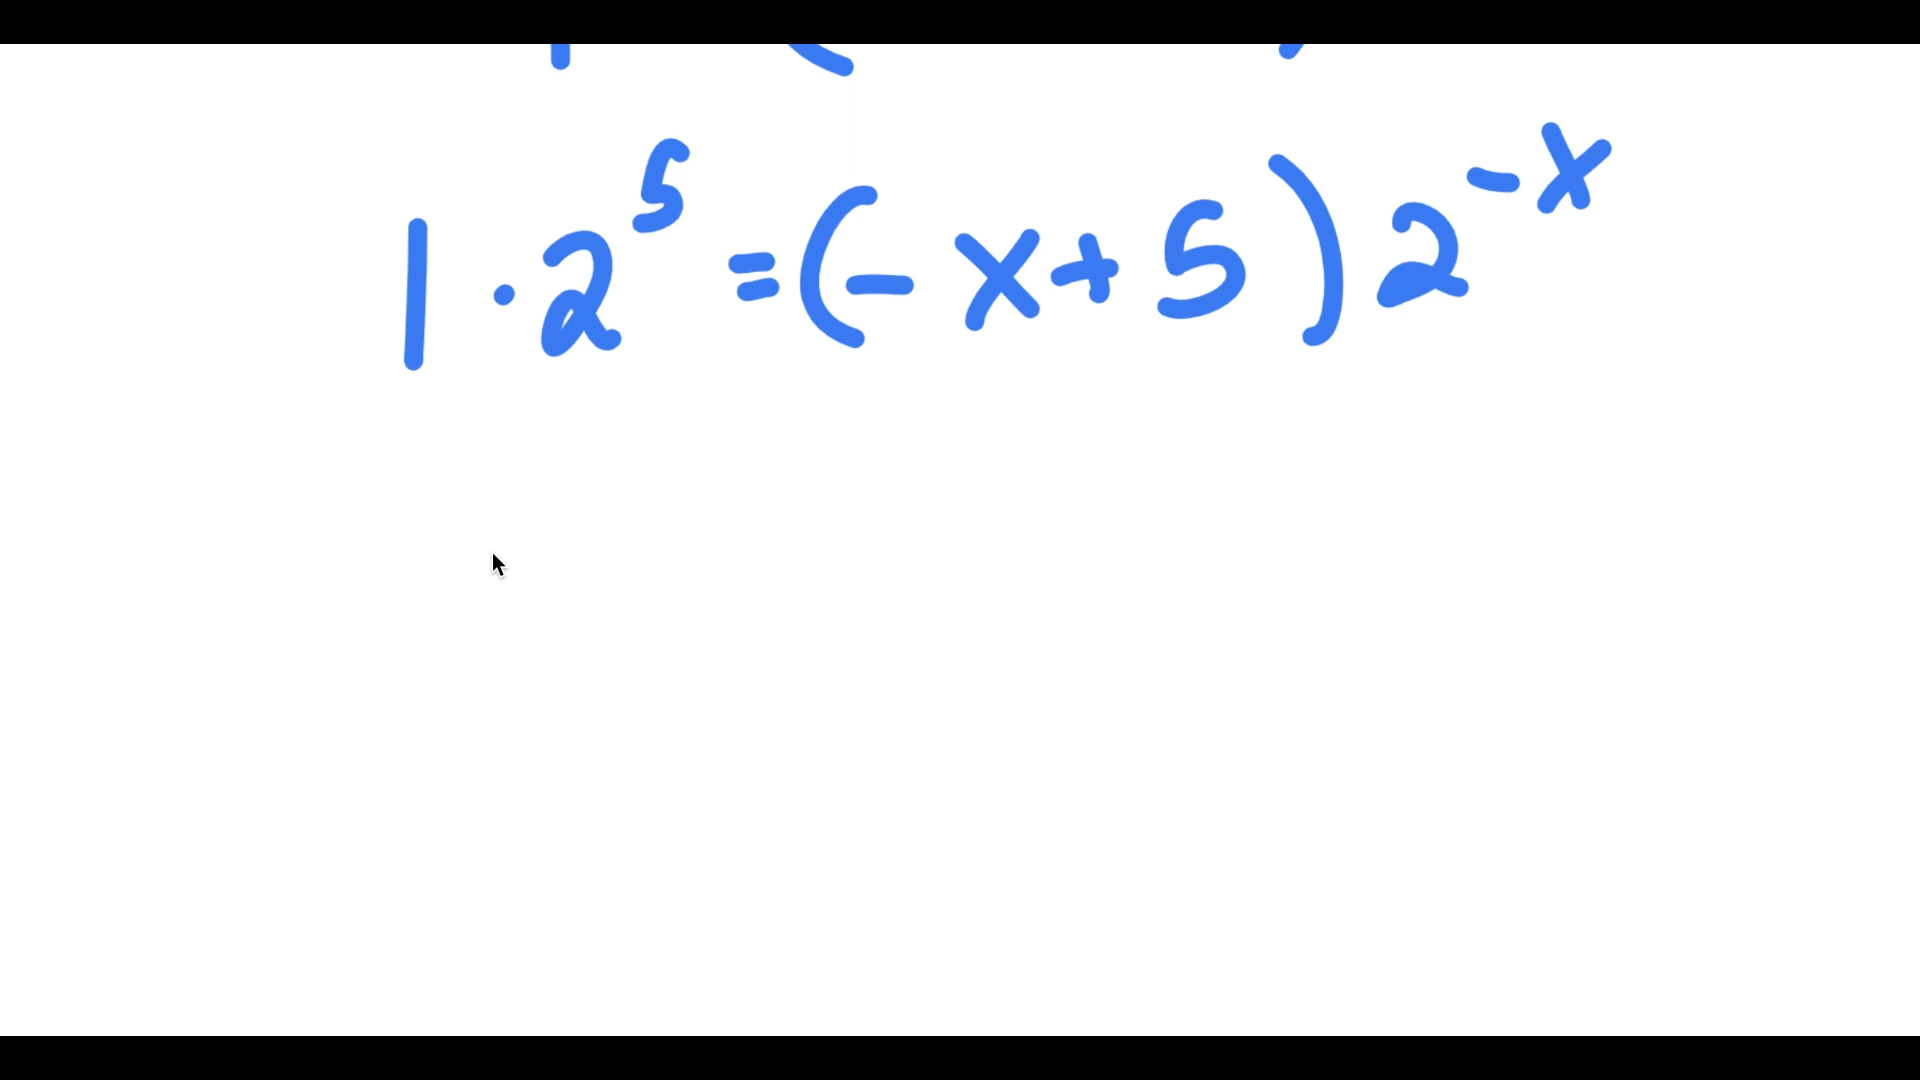 1 · 2^5 = (-x+5) 2^-x